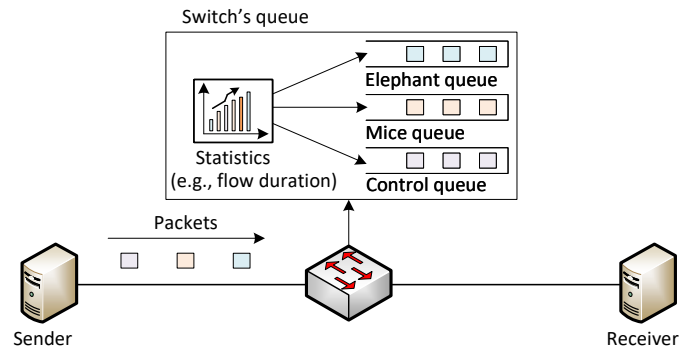 Switch's queue
Elephant queue
Mice queue
Statistics
(e.g., flow duration)
Control queue
Packets
Sender
Receiver